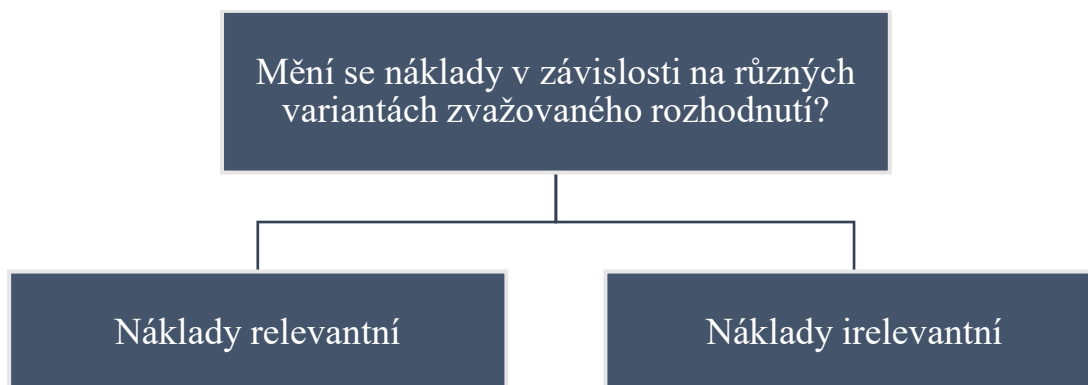 Mění se náklady v závislosti na různých
variantách zvažovaného rozhodnutí?
Náklady relevantní
Náklady irelevantní